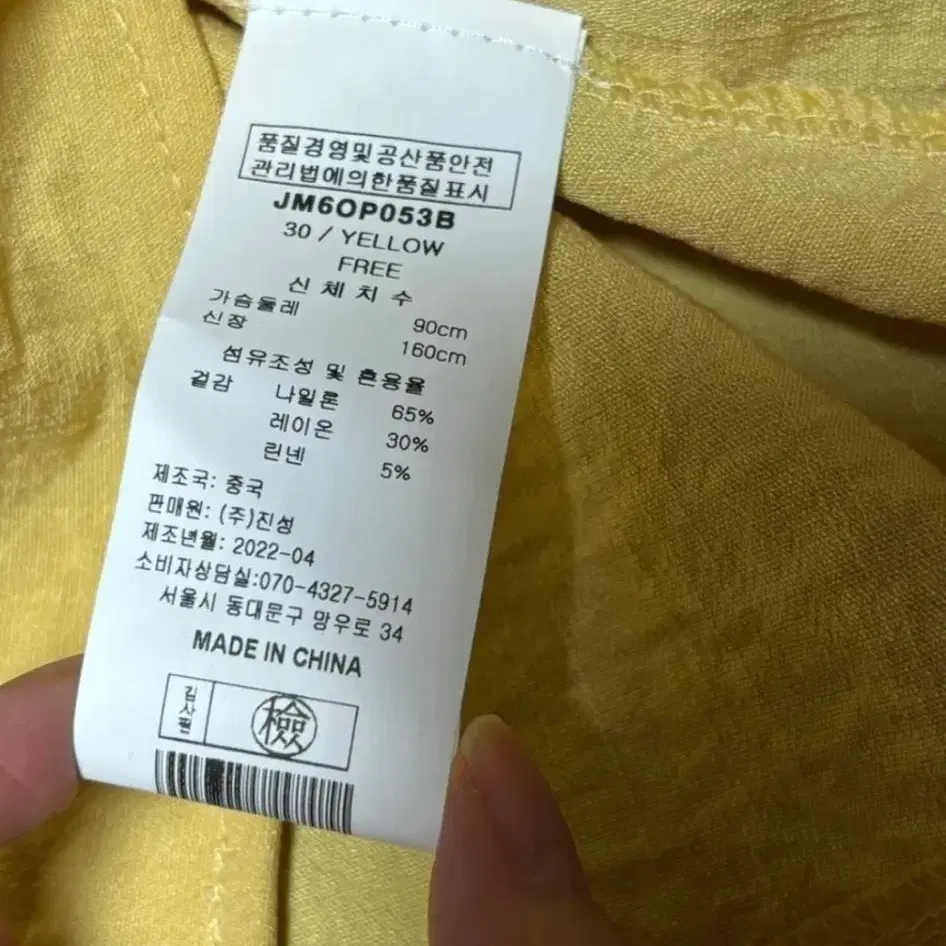 품질경영및공산품안전
관리법에의한품질표시
JM6OP053B
30 / YELLOW
FREE
신 체 치 수
가슴둘레 90cm
신장 160cm
섬유조성 및 혼용율
겉감 나일론 65%
레이온 30%
린넨 5%
제조국: 중국
판매원: (주)진성
제조년월: 2022-04
소비자상담실:070-4327-5914
서울시 동대문구 망우로 34
MADE IN CHINA
검사필 檢